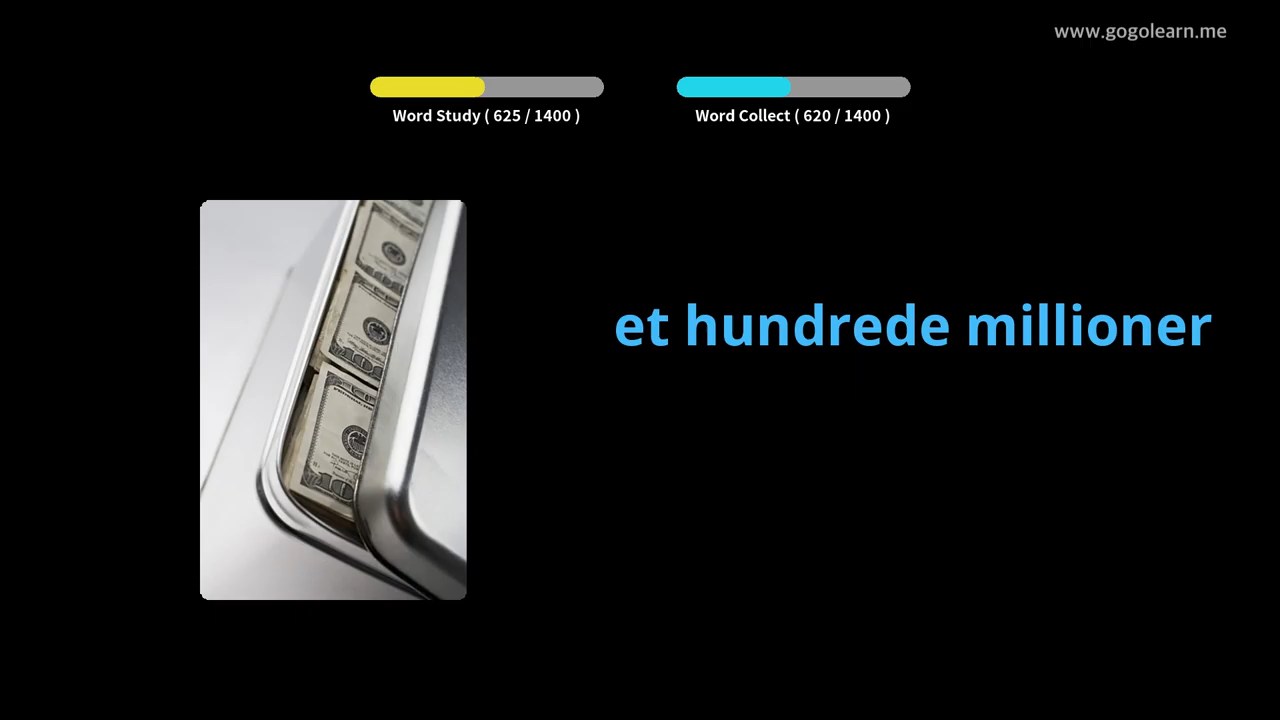 www.gogolearn.me
Word Study ( 625 / 1400 )
Word Collect ( 620 / 1400 )
et hundrede millioner